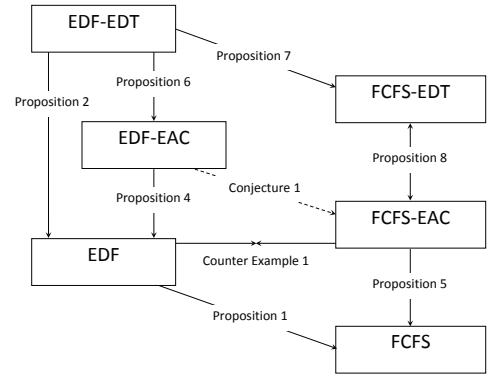 EDF-EDT
Proposition 7
Proposition 6
FCFS-EDT
Proposition 2
EDF-EAC
Proposition 8
Conjecture 1
Proposition 4
FCFS-EAC
EDF
Counter Example 1
Proposition 5
Proposition 1
FCFS